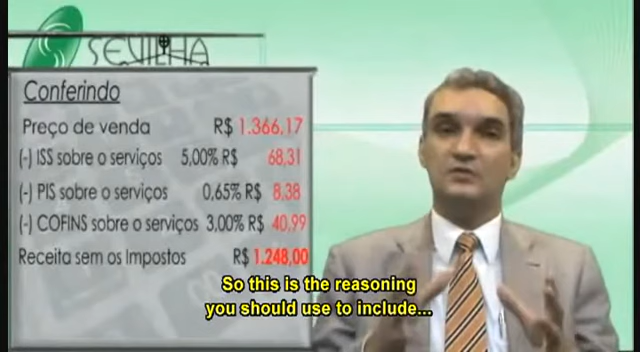 SEVILHA
Conferindo
Preço de venda R$ 1.366,17
(-) ISS sobre o serviços 5,00% R$ 68,31
(-) PIS sobre o serviços 0,65% R$ 8,38
(-) COFINS sobre o serviços 3,00% R$ 40,99
Receita sem os Impostos R$ 1.248,00
So this is the reasoning
you should use to include...